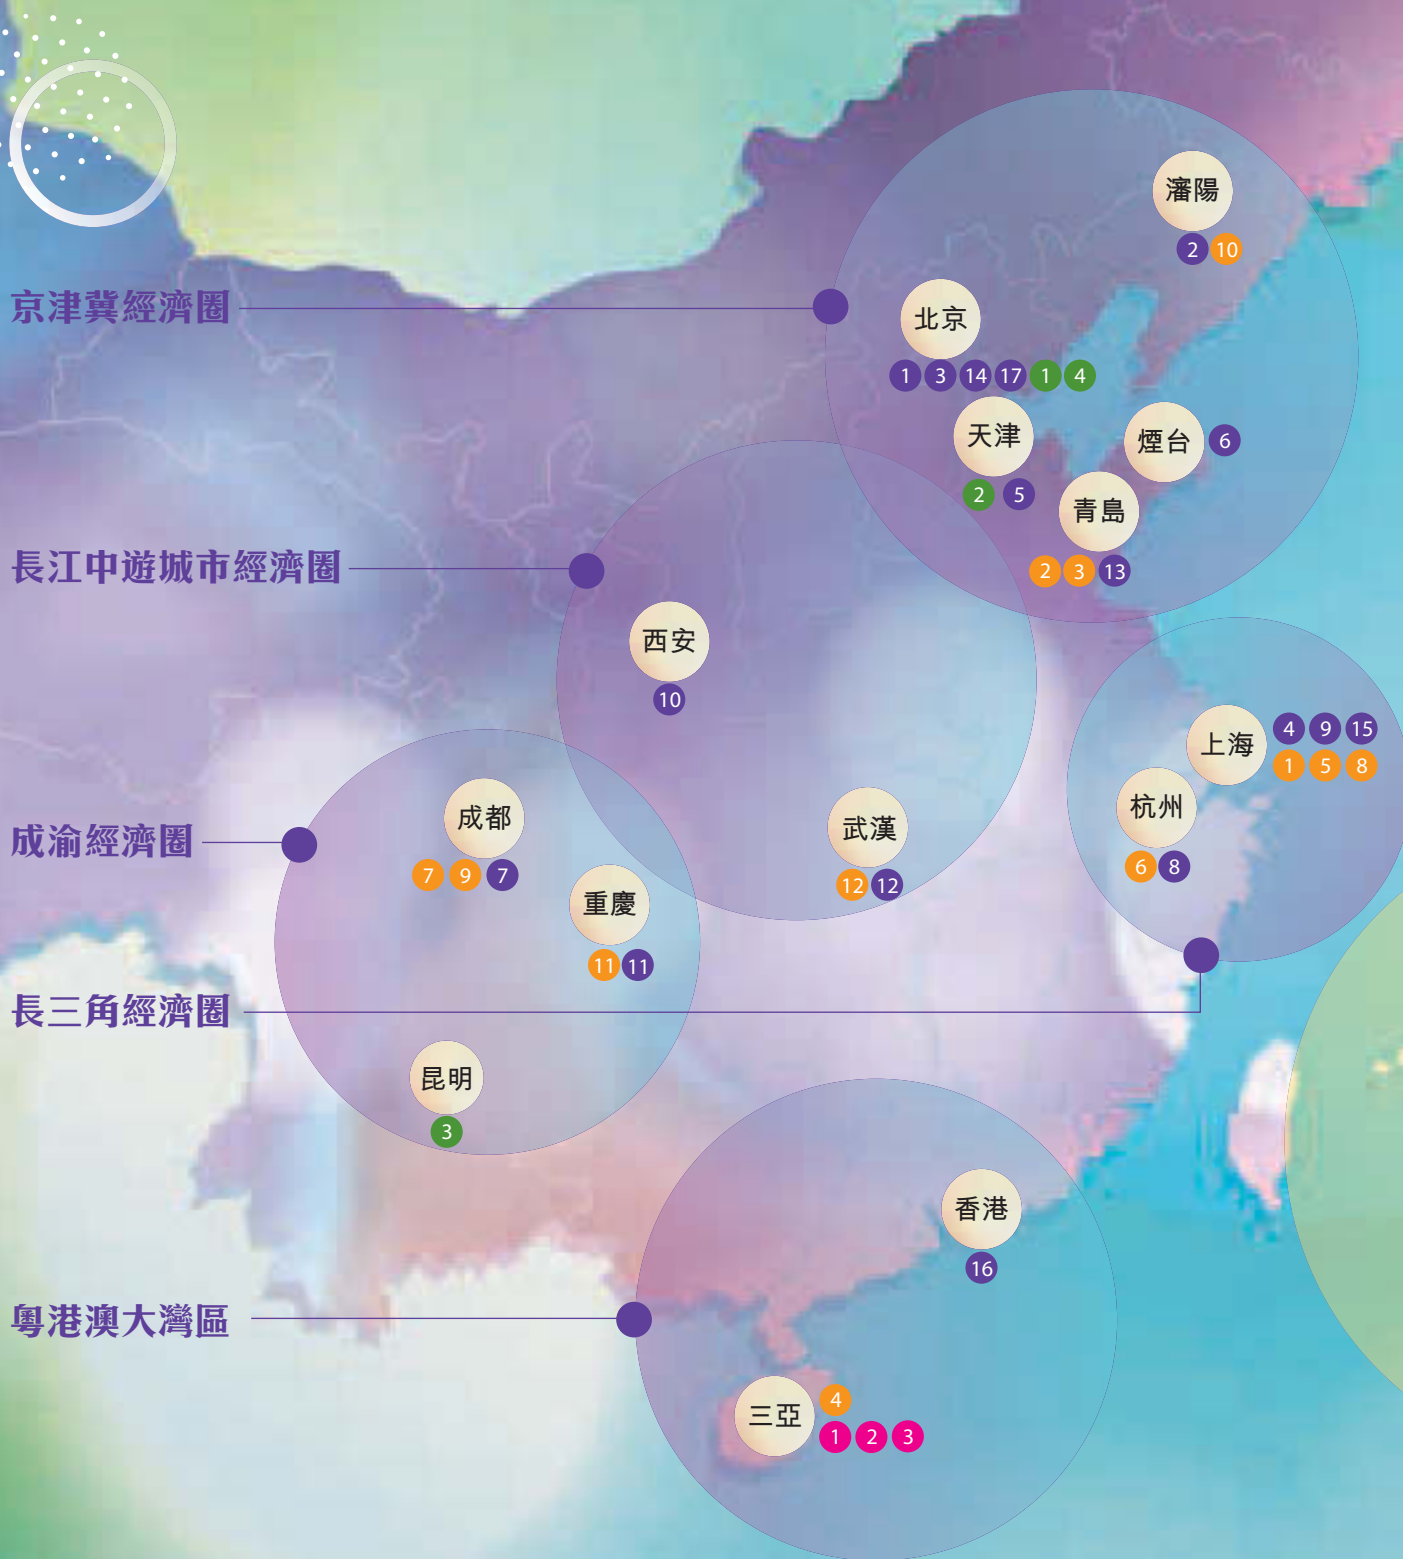 瀋陽
2 10
京津冀經濟圈
北京
1 3 14 17 1 4
天津
2 5
煙台 6
青島
2 3 13
長江中遊城市經濟圈
西安
10
上海
4 9 15
1 5 8
杭州
6 8
成渝經濟圈
成都
7 9 7
武漢
12 12
重慶
11 11
長三角經濟圈
昆明
3
香港
16
粵港澳大灣區
三亞
4
1 2 3